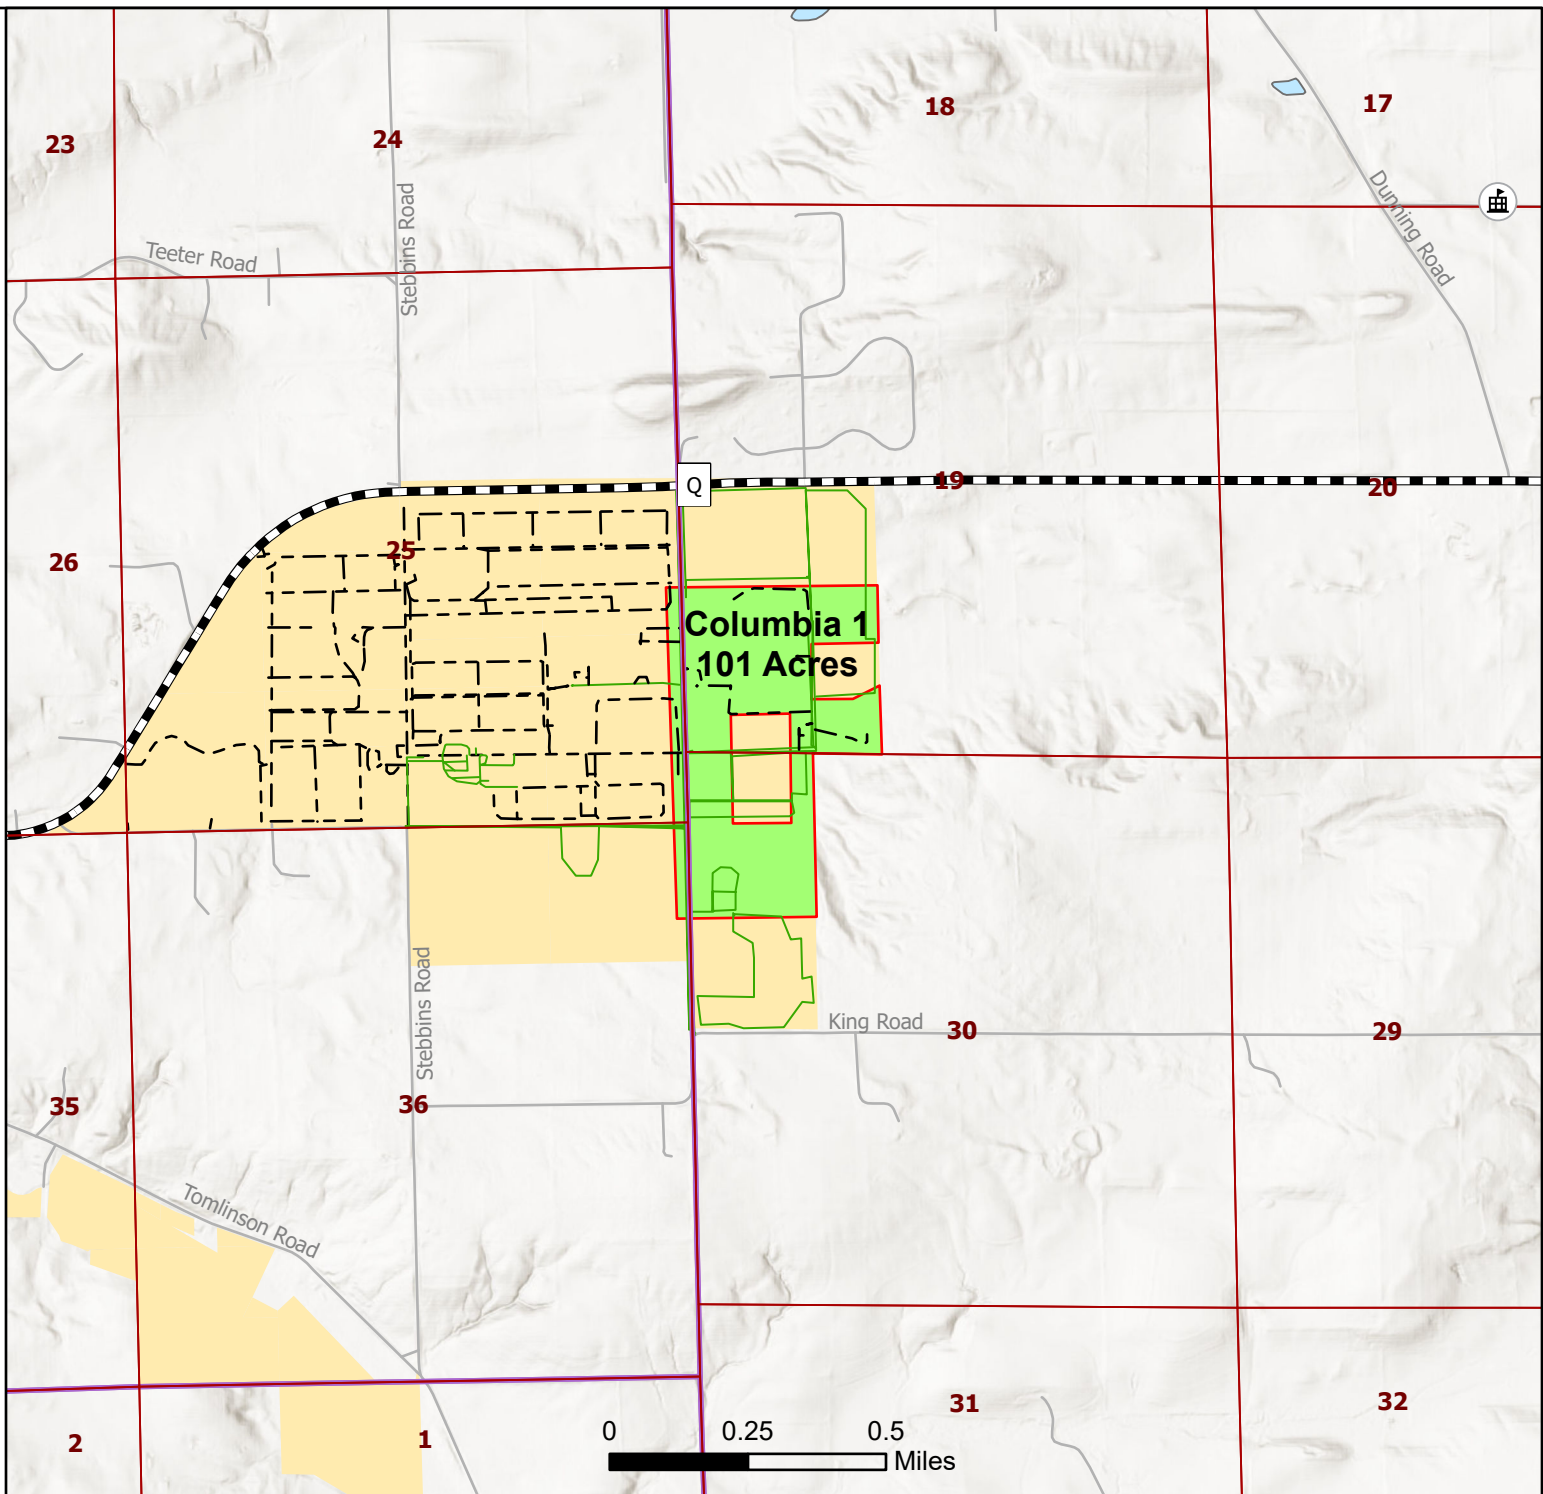 18
17
23
24
Stebbins Road
Dunning Road
Teeter Road
Q
19
20
25
26
Columbia 1
101 Acres
Stebbins Road
King Road
30
29
35
36
Tomlinson Road
31
32
2
1
0 0.25 0.5
Miles